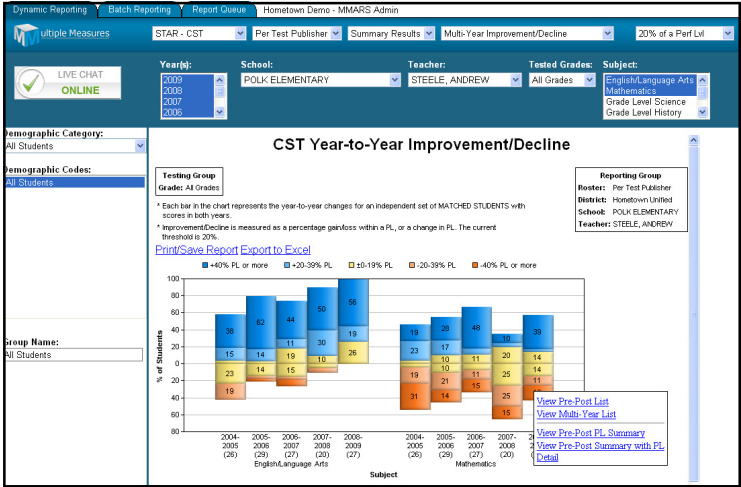 Dynamic Reporting Batch Reporting Report Queue Hometown Demo - MMARS Admin
Multiple Measures STAR - CST Per Test Publisher Summary Results Multi-Year Improvement/Decline 20% of a Perf Lvl
Year(s): School: Teacher: Tested Grades: Subject:
LIVE CHAT
ONLINE
2009
2008
2007
2006
POLK ELEMENTARY STEELE, ANDREW All Grades
English/Language Arts
Mathematics
Grade Level Science
Grade Level History
Demographic Category:
All Students
Demographic Codes:
All Students
Group Name:
All Students
CST Year-to-Year Improvement/Decline
Testing Group
Grade: All Grades
Reporting Group
Roster: Per Test Publisher
District: Hometown Unified
School: POLK ELEMENTARY
Teacher: STEELE, ANDREW
* Each bar in the chart represents the year-to-year changes for an independent set of MATCHED STUDENTS with
scores in both years.
* Improvement/Decline is measured as a percentage gain/loss within a PL, or a change in PL. The current
threshold is 20%.
Print/Save Report Export to Excel
+40% PL or more +20-39% PL ±0-19% PL -20-39% PL -40% PL or more
% of Students
100
80
60
40
20
0
20
40
60
80
38 15 23 19
62 14 14
44 11 19 15
50 30 10
56 19 26
19 23 19 31
28 17 10 10 21 14
48 11 11 15
10 20 25 25 15
39 14 14 11
2004-2005 (26)
2005-2006 (29)
2006-2007 (27)
2007-2008 (20)
2008-2009 (27)
2004-2005 (26)
2005-2006 (29)
2006-2007 (27)
2007-2008 (20)
English/Language Arts Mathematics
Subject
View Pre-Post List
View Multi-Year List
View Pre-Post PL Summary
View Pre-Post Summary with PL
Detail